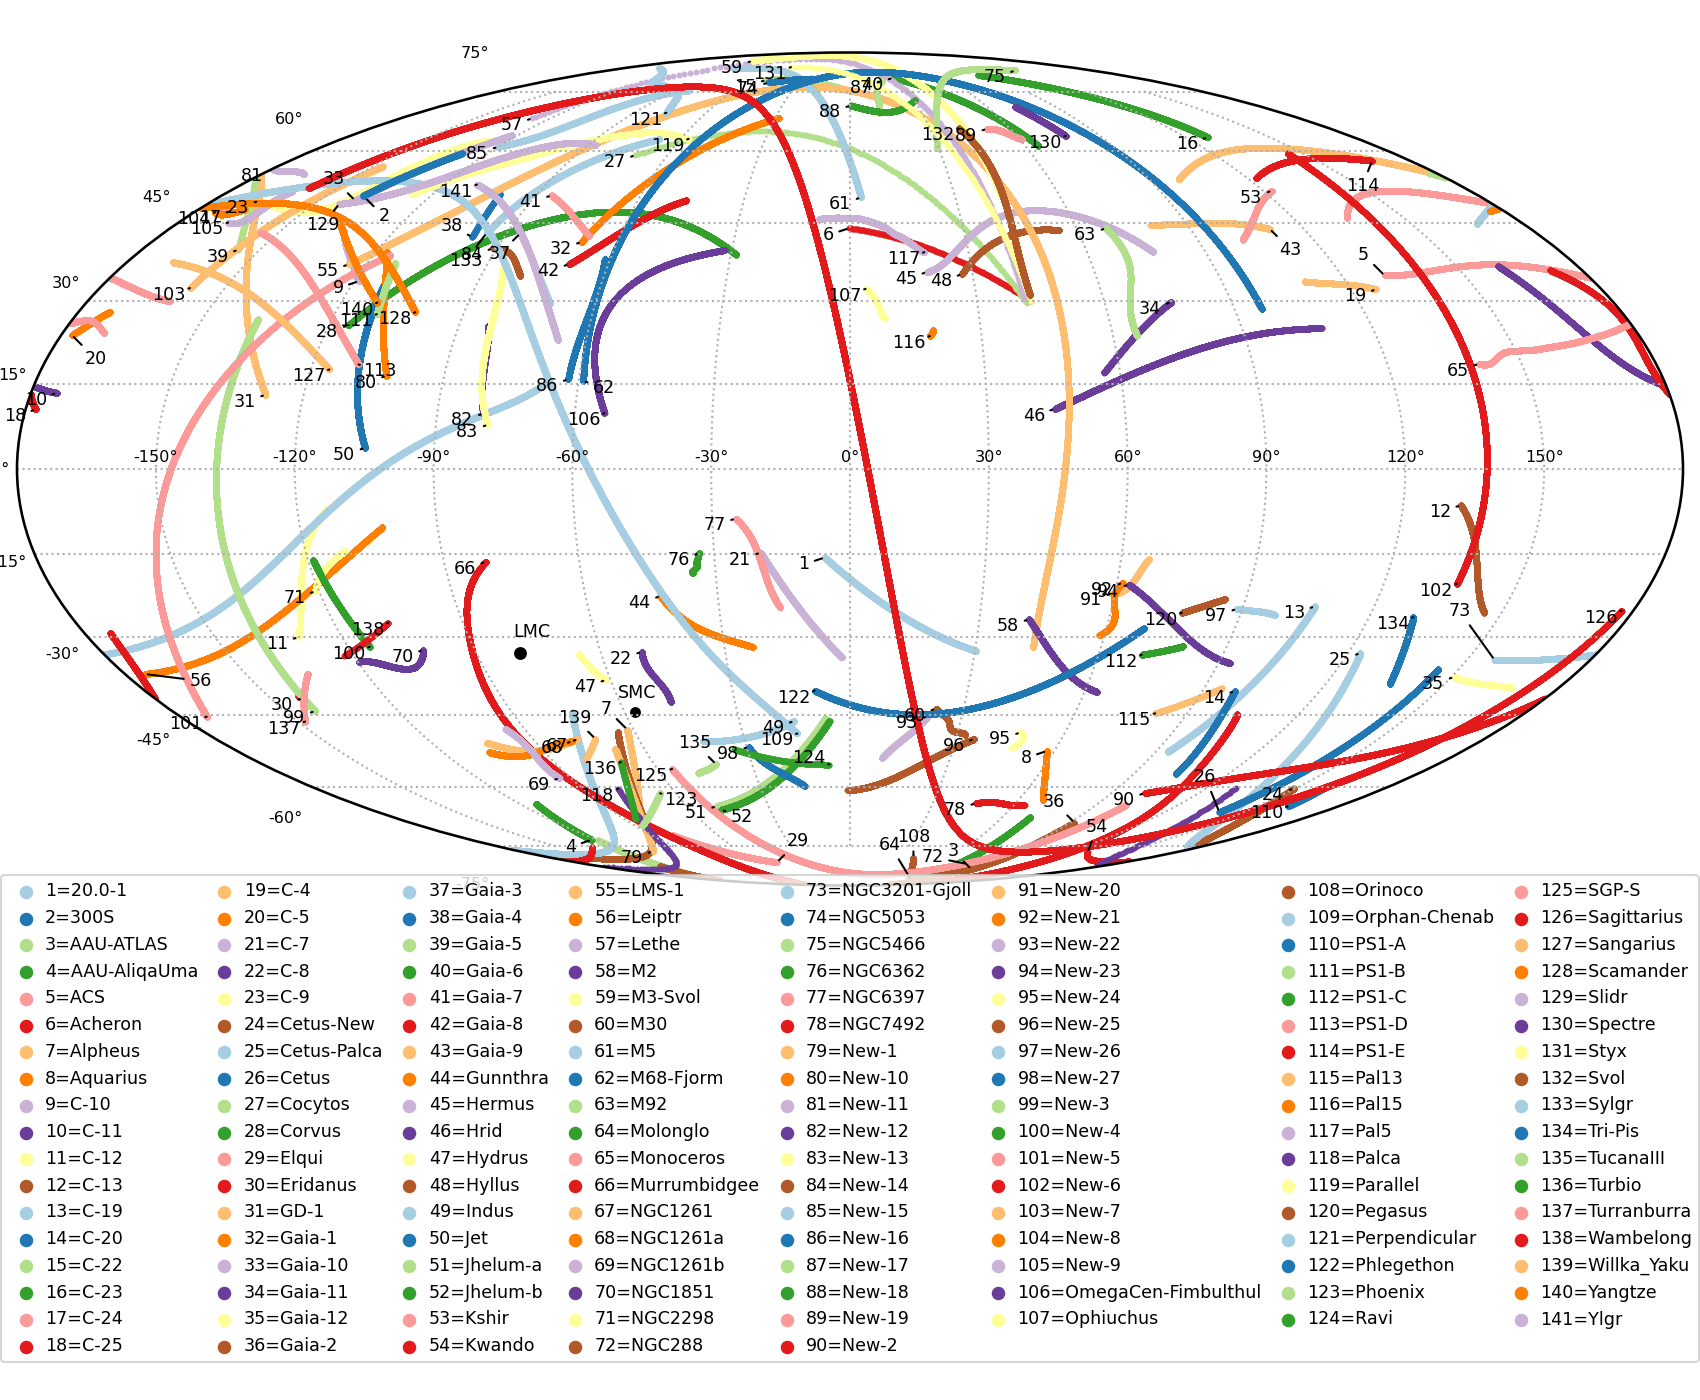 75°
60°
45°
30°
15°
-150° -120° -90° -60° -30° 0° 30° 60° 90° 120° 150°
15°
-30°
-45°
-60°
-75°
59
131
75
40
57
121
88
132
89
130
16
85
119
27
81
33
2
141
41
61
53
114
23
129
105
38
32
6
63
43
5
39
55
37
133
42
117
45
48
19
103
9
107
34
140
111
128
28
116
20
127
113
80
86
62
65
10
31
18
82
83
106
46
50
77
76
21
1
12
66
102
71
44
91
120
97
13
73
126
11
138
LMC
58
134
100
70
22
112
25
56
30
99
137
47
SMC
122
14
35
101
7
139
60
115
135
98
49
109
95
8
96
69
136
125
124
26
118
123
51
52
78
36
90
24
110
4
79
29
64
108
72
3
54
1=20.0-1
2=300S
3=AAU-ATLAS
4=AAU-AliqaUma
5=ACS
6=Acheron
7=Alpheus
8=Aquarius
9=C-10
10=C-11
11=C-12
12=C-13
13=C-19
14=C-20
15=C-22
16=C-23
17=C-24
18=C-25
19=C-4
20=C-5
21=C-7
22=C-8
23=C-9
24=Cetus-New
25=Cetus-Palca
26=Cetus
27=Cocytos
28=Corvus
29=Elqui
30=Eridanus
31=GD-1
32=Gaia-1
33=Gaia-10
34=Gaia-11
35=Gaia-12
36=Gaia-2
37=Gaia-3
38=Gaia-4
39=Gaia-5
40=Gaia-6
41=Gaia-7
42=Gaia-8
43=Gaia-9
44=Gunnthra
45=Hermus
46=Hrid
47=Hydrus
48=Hyllus
49=Indus
50=Jet
51=Jhelum-a
52=Jhelum-b
53=Kshir
54=Kwando
55=LMS-1
56=Leiptr
57=Lethe
58=M2
59=M3-Svol
60=M30
61=M5
62=M68-Fjorm
63=M92
64=Molonglo
65=Monoceros
66=Murrumbidgee
67=NGC1261
68=NGC1261a
69=NGC1261b
70=NGC1851
71=NGC2298
72=NGC288
73=NGC3201-Gjoll
74=NGC5053
75=NGC5466
76=NGC6362
77=NGC6397
78=NGC7492
79=New-1
80=New-10
81=New-11
82=New-12
83=New-13
84=New-14
85=New-15
86=New-16
87=New-17
88=New-18
89=New-19
90=New-2
91=New-20
92=New-21
93=New-22
94=New-23
95=New-24
96=New-25
97=New-26
98=New-27
99=New-3
100=New-4
101=New-5
102=New-6
103=New-7
104=New-8
105=New-9
106=OmegaCen-Fimbulthul
107=Ophiuchus
108=Orinoco
109=Orphan-Chenab
110=PS1-A
111=PS1-B
112=PS1-C
113=PS1-D
114=PS1-E
115=Pal13
116=Pal15
117=Pal5
118=Palca
119=Parallel
120=Pegasus
121=Perpendicular
122=Phlegethon
123=Phoenix
124=Ravi
125=SGP-S
126=Sagittarius
127=Sangarius
128=Scamander
129=Slidr
130=Spectre
131=Styx
132=Svol
133=Sylgr
134=Tri-Pis
135=TucanaIII
136=Turbio
137=Turranburra
138=Wambelong
139=Willka_Yaku
140=Yangtze
141=Ylgr